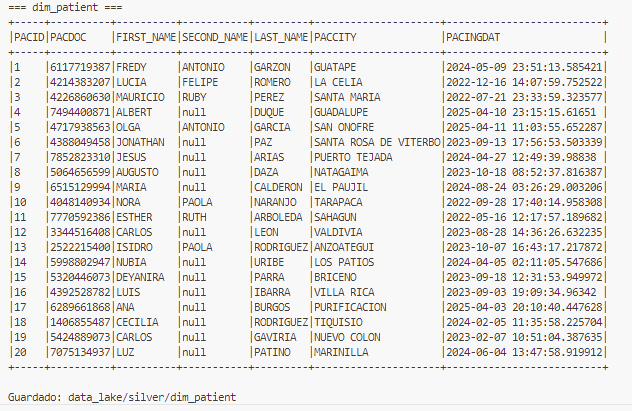 === dim_patient ===
+-----+----------+----------+-----------+---------+--------------------+--------------------------+
|PACID|PACDOC    |FIRST_NAME|SECOND_NAME|LAST_NAME|PACCITY             |PACINGDAT                 |
+-----+----------+----------+-----------+---------+--------------------+--------------------------+
|1    |6117719387|FREDY     |ANTONIO    |GARZON   |GUATAPE             |2024-05-09 23:51:13.585421|
|2    |4214383207|LUCIA     |FELIPE     |ROMERO   |LA CELIA            |2022-12-16 14:07:59.752522|
|3    |4226860630|MAURICIO  |RUBY       |PEREZ    |SANTA MARIA         |2022-07-21 23:33:59.323577|
|4    |7494400871|ALBERT    |null       |DUQUE    |GUADALUPE           |2025-04-10 23:15:15.61651 |
|5    |4717938563|OLGA      |ANTONIO    |GARCIA   |SAN ONOFRE          |2025-04-11 11:03:55.652287|
|6    |4388049458|JONATHAN  |null       |PAZ      |SANTA ROSA DE VITERBO|2023-09-13 17:56:53.503339|
|7    |7852823310|JESUS     |null       |ARIAS    |PUERTO TEJADA       |2024-04-27 12:49:39.98838 |
|8    |5064656599|AUGUSTO   |null       |DAZA     |NATAGAIMA           |2023-10-18 08:52:37.816387|
|9    |6515129994|MARIA     |null       |CALDERON |EL PAUJIL           |2024-08-24 03:26:29.003206|
|10   |4048140934|NORA      |PAOLA      |NARANJO  |TARAPACA            |2022-09-28 17:40:14.958308|
|11   |7770592386|ESTHER    |RUTH       |ARBOLEDA |SAHAGUN             |2022-05-16 12:17:57.189682|
|12   |3344516408|CARLOS    |null       |LEON     |VALDIVIA            |2023-08-28 14:36:26.632235|
|13   |2522215400|ISIDRO    |PAOLA      |RODRIGUEZ|ANZOATEGUI          |2023-10-07 16:43:17.217872|
|14   |5998802947|NUBIA     |null       |URIBE    |LOS PATIOS          |2024-04-05 02:11:05.547686|
|15   |5320446073|DEYANIRA  |null       |PARRA    |BRICENO             |2023-09-18 12:31:53.949972|
|16   |4392528782|LUIS      |null       |IBARRA   |VILLA RICA          |2023-09-03 19:09:34.96342 |
|17   |6289661868|ANA       |null       |BURGOS   |PURIFICACION        |2025-04-03 20:10:40.447628|
|18   |1406855487|CECILIA   |null       |RODRIGUEZ|TIQUISIO            |2024-02-05 11:35:58.225704|
|19   |5424889073|CARLOS    |null       |GAVIRIA  |NUEVO COLON         |2023-02-07 10:51:04.387635|
|20   |7075134937|LUZ       |null       |PATINO   |MARINILLA           |2024-06-04 13:47:58.919912|
+-----+----------+----------+-----------+---------+--------------------+--------------------------+
Guardado: data_lake/silver/dim_patient